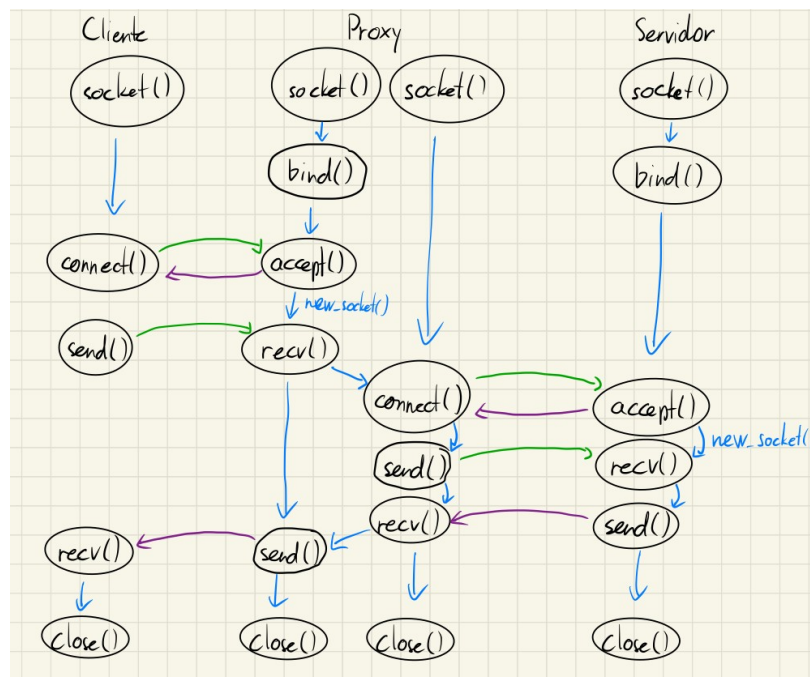 Cliente Proxy Servidor
socket() socket() socket() socket()
bind() bind()
connect() accept()
new_socket()
send() recv()
connect() accept()
new_socket(
send() recv()
recv() send()
recv() send()
close() close() close() close()